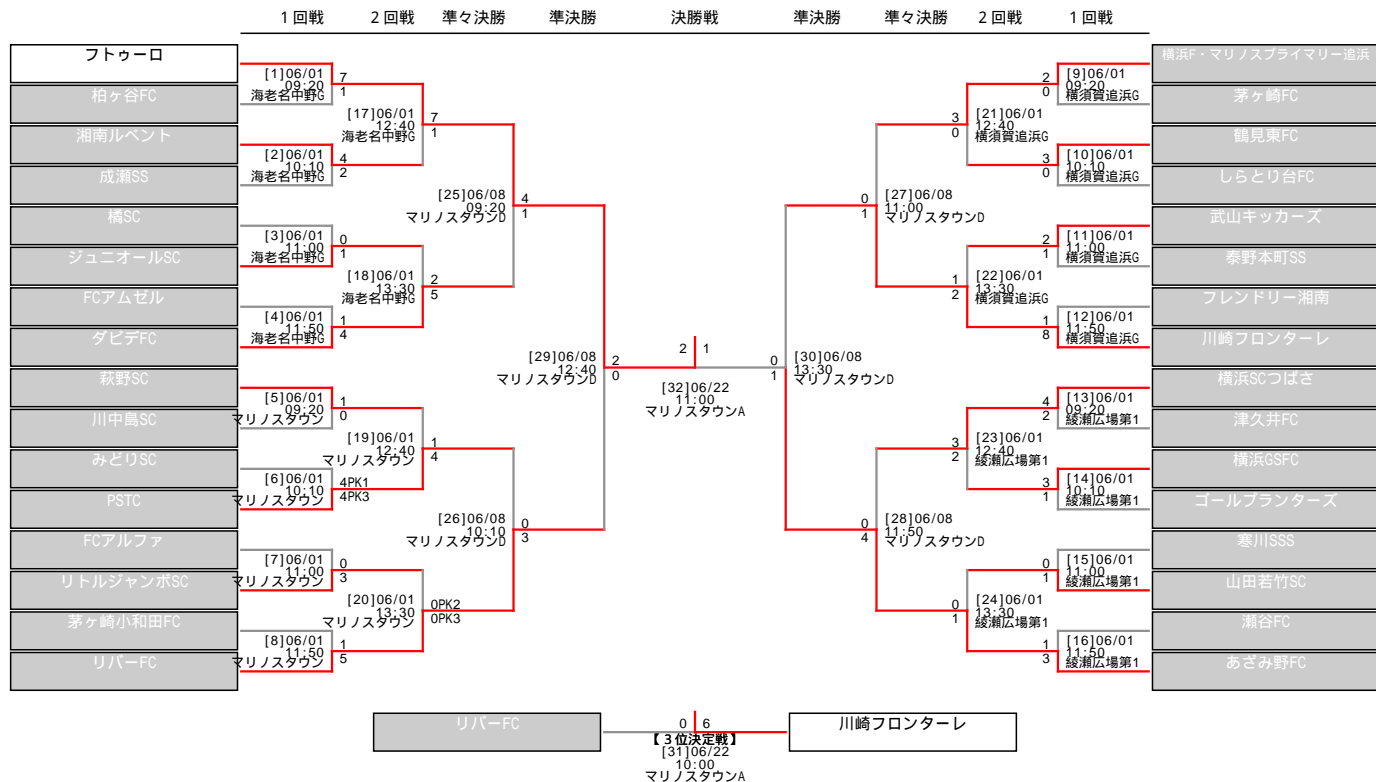 1回戦 2回戦 準々決勝 準決勝 決勝戦 準決勝 準々決勝 2回戦 1回戦
フトゥーロ
柏ヶ谷FC
湘南ルベント
成瀬SS
橘SC
ジュニオールSC
FCアムゼル
ダビデFC
萩野SC
川中島SC
みどりSC
PSTC
FCアルファ
リトルジャンボSC
茅ヶ崎小和田FC
リバーFC
[1]06/01
09:20
海老名中野G
7
1
[2]06/01
10:10
海老名中野G
4
2
[3]06/01
11:00
海老名中野G
0
1
[4]06/01
11:50
海老名中野G
1
4
[5]06/01
09:20
マリノスタウン
1
0
[6]06/01
10:10
マリノスタウン
4PK1
4PK3
[7]06/01
11:00
マリノスタウン
0
3
[8]06/01
11:50
マリノスタウン
1
5
[17]06/01
12:40
海老名中野G
7
1
[18]06/01
13:30
海老名中野G
2
5
[19]06/01
12:40
マリノスタウン
1
4
[20]06/01
13:30
マリノスタウン
0PK2
0PK3
[25]06/08
09:20
マリノスタウンD
4
1
[26]06/08
10:10
マリノスタウンD
0
3
[29]06/08
12:40
マリノスタウンD
2
0
2 1
[32]06/22
11:00
マリノスタウンA
0
1
[30]06/08
13:30
マリノスタウンD
0
1
[27]06/08
11:00
マリノスタウンD
0
4
[28]06/08
11:50
マリノスタウンD
3
0
[21]06/01
12:40
横須賀追浜G
1
2
[22]06/01
13:30
横須賀追浜G
3
2
[23]06/01
12:40
綾瀬広場第1
0
1
[24]06/01
13:30
綾瀬広場第1
2
0
[9]06/01
09:20
横須賀追浜G
3
0
[10]06/01
10:10
横須賀追浜G
2
1
[11]06/01
11:00
横須賀追浜G
1
8
[12]06/01
11:50
横須賀追浜G
4
2
[13]06/01
09:20
綾瀬広場第1
3
1
[14]06/01
10:10
綾瀬広場第1
0
1
[15]06/01
11:00
綾瀬広場第1
1
3
[16]06/01
11:50
綾瀬広場第1
横浜F・マリノスプライマリー追浜
茅ヶ崎FC
鶴見東FC
しらとり台FC
武山キッカーズ
秦野本町SS
フレンドリー湘南
川崎フロンターレ
横浜SCつばさ
津久井FC
横浜GSFC
ゴールプランターズ
寒川SSS
山田若竹SC
瀬谷FC
あざみ野FC
リバーFC
0 6
川崎フロンターレ
【3位決定戦】
[31]06/22
10:00
マリノスタウンA